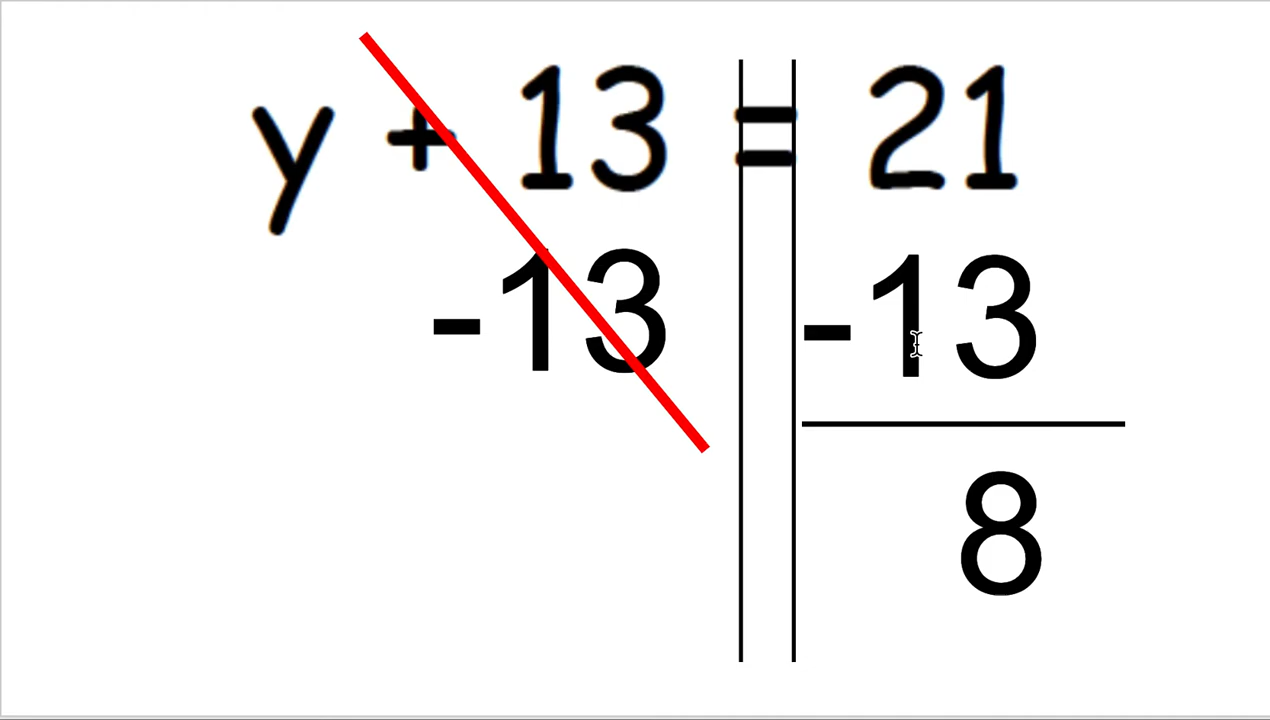 y + 13 = 21
-13 -13
8